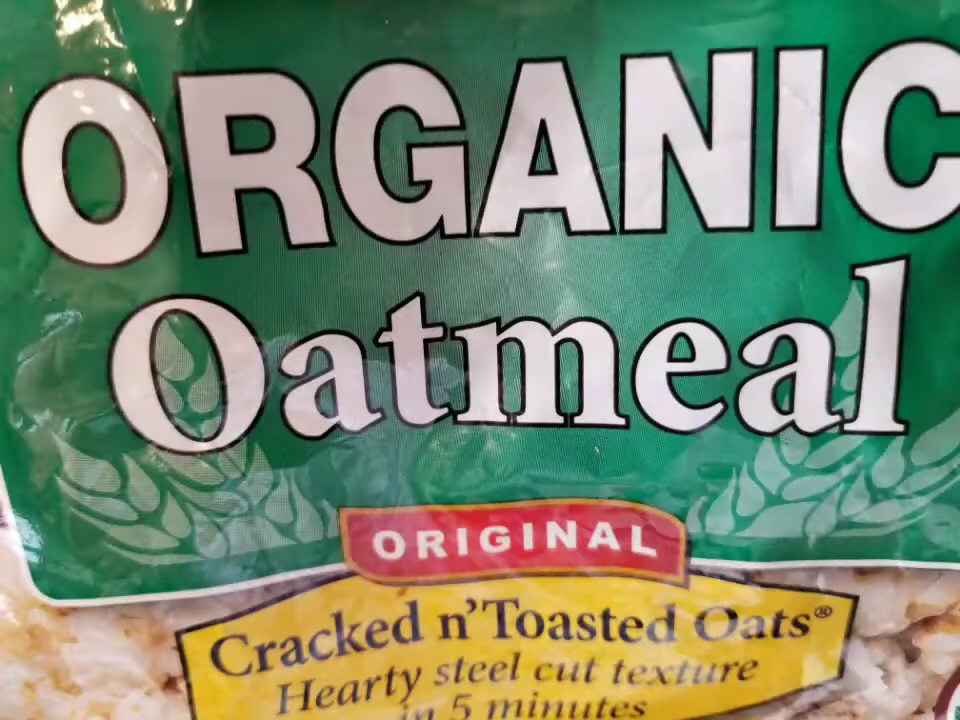 ORGANIC
Oatmeal
ORIGINAL
Cracked n' Toasted Oats®
Hearty steel cut texture
in 5 minutes